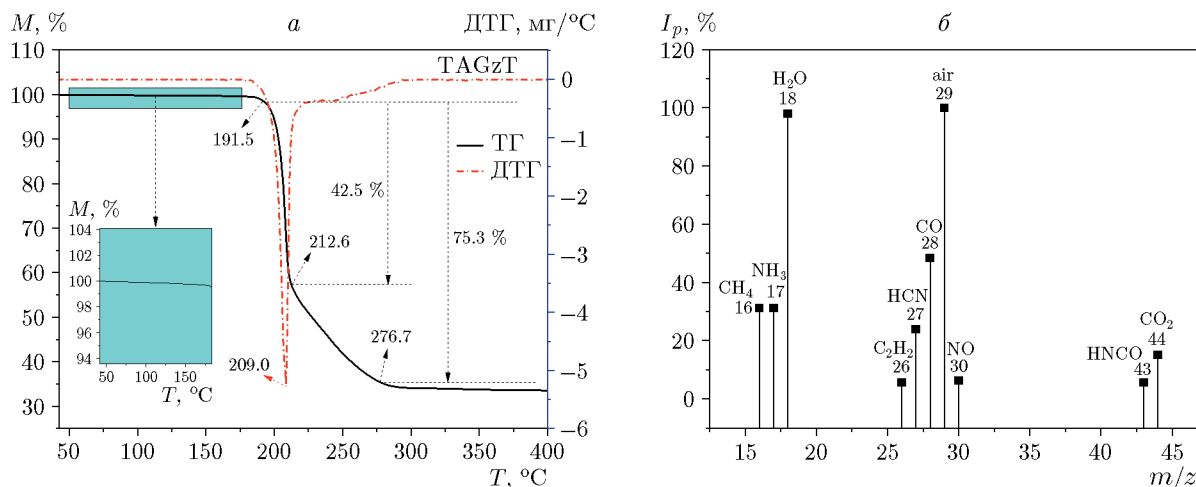 M, %
а
ДТГ, мг/°C
110
100
90
80
70
60
50
40
30
0
−1
−2
−3
−4
−5
−6
TAGzT
191.5
ТГ
ДТГ
42.5 %
75.3 %
212.6
276.7
209.0
M, %
104
102
100
98
96
94
50
100
150
T, °C
50
100
150
200
250
300
350
400
T, °C
I_p, %
б
120
100
80
60
40
20
0
CH₄
16
NH₃
17
H₂O
18
C₂H₂
26
HCN
27
CO
28
air
29
NO
30
HNCO
43
CO₂
44
15
20
25
30
35
40
45
m/z